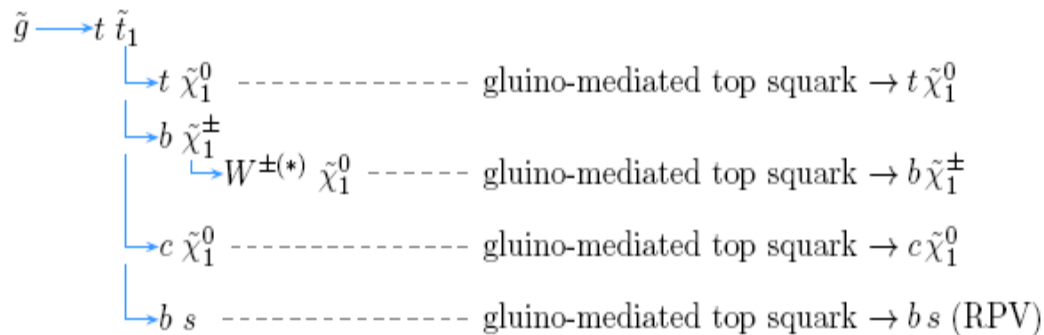 g̃ → t t̃₁
t χ̃₁⁰ gluino-mediated top squark → t χ̃₁⁰
b χ̃₁^±
W^±(*) χ̃₁⁰ gluino-mediated top squark → b χ̃₁^±
c χ̃₁⁰ gluino-mediated top squark → c χ̃₁⁰
b s gluino-mediated top squark → b s (RPV)